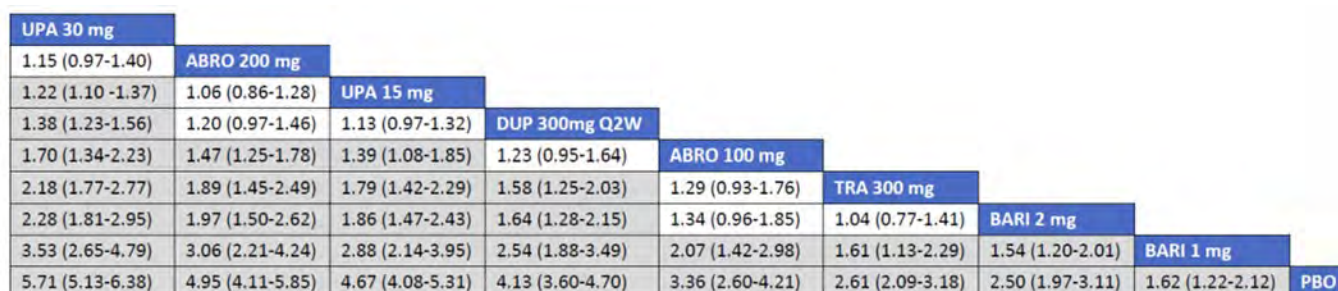 UPA 30 mg
1.15 (0.97-1.40) ABRO 200 mg
1.22 (1.10 -1.37) 1.06 (0.86-1.28) UPA 15 mg
1.38 (1.23-1.56) 1.20 (0.97-1.46) 1.13 (0.97-1.32) DUP 300mg Q2W
1.70 (1.34-2.23) 1.47 (1.25-1.78) 1.39 (1.08-1.85) 1.23 (0.95-1.64) ABRO 100 mg
2.18 (1.77-2.77) 1.89 (1.45-2.49) 1.79 (1.42-2.29) 1.58 (1.25-2.03) 1.29 (0.93-1.76) TRA 300 mg
2.28 (1.81-2.95) 1.97 (1.50-2.62) 1.86 (1.47-2.43) 1.64 (1.28-2.15) 1.34 (0.96-1.85) 1.04 (0.77-1.41) BARI 2 mg
3.53 (2.65-4.79) 3.06 (2.21-4.24) 2.88 (2.14-3.95) 2.54 (1.88-3.49) 2.07 (1.42-2.98) 1.61 (1.13-2.29) 1.54 (1.20-2.01) BARI 1 mg
5.71 (5.13-6.38) 4.95 (4.11-5.85) 4.67 (4.08-5.31) 4.13 (3.60-4.70) 3.36 (2.60-4.21) 2.61 (2.09-3.18) 2.50 (1.97-3.11) 1.62 (1.22-2.12) PBO